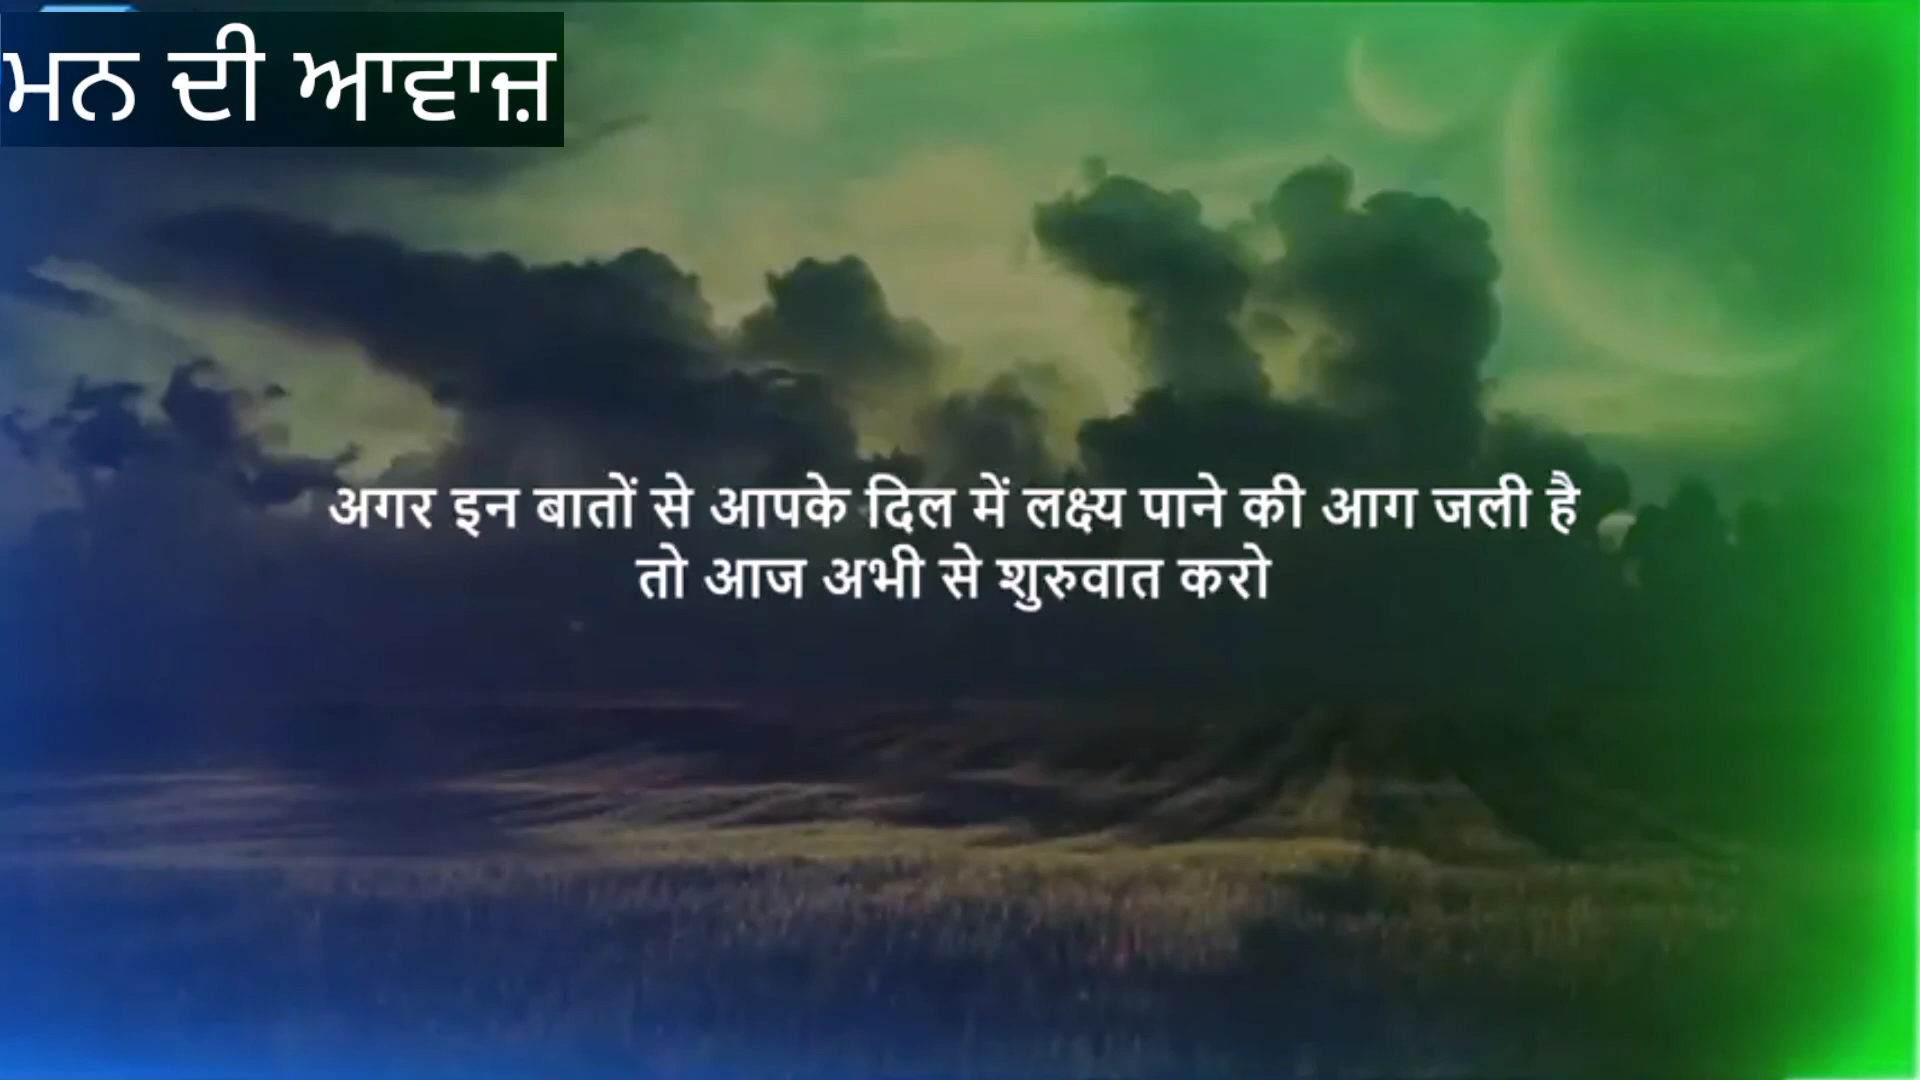 ਮਨ ਦੀ ਆਵਾਜ਼
अगर इन बातों से आपके दिल में लक्ष्य पाने की आग जली है
तो आज अभी से शुरुवात करो